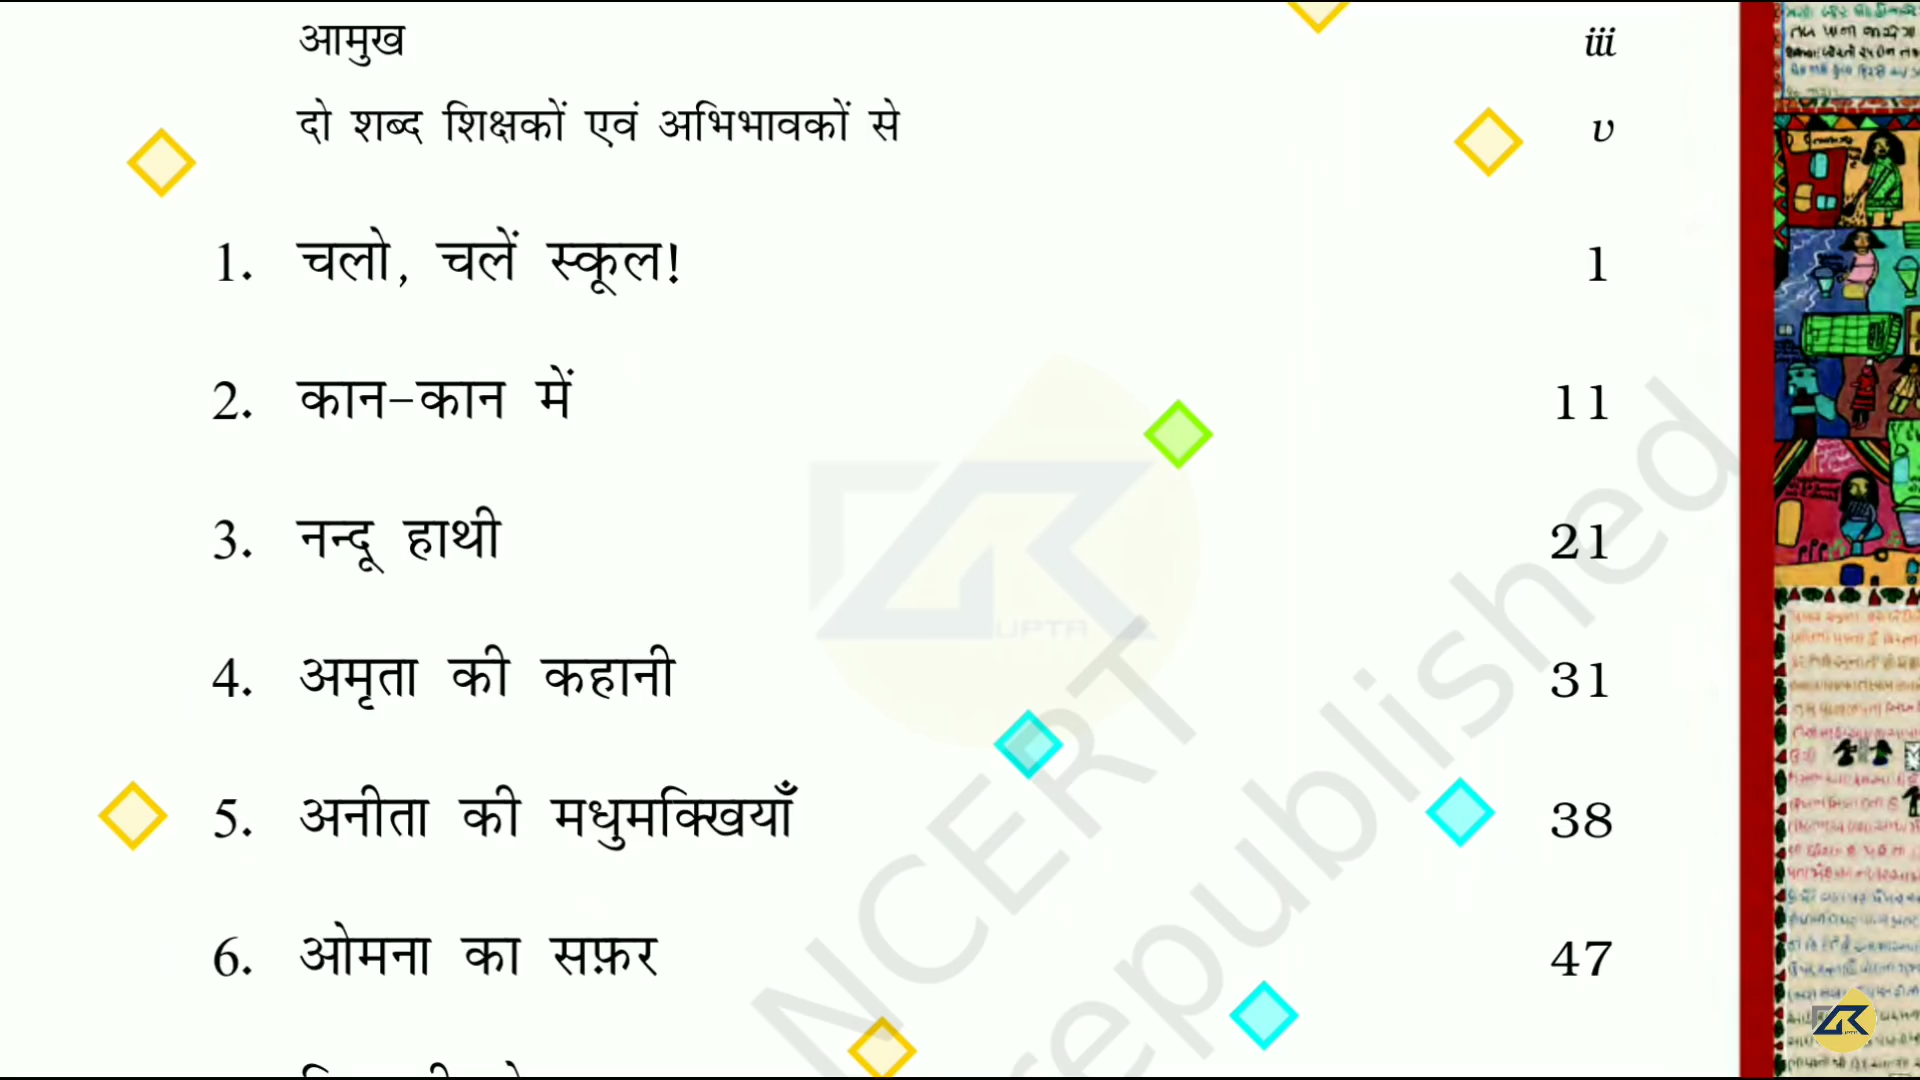 आमुख iii
दो शब्द शिक्षकों एवं अभिभावकों से v
1. चलो, चलें स्कूल! 1
2. कान-कान में 11
3. नन्दू हाथी 21
4. अमृता की कहानी 31
5. अनीता की मधुमक्खियाँ 38
6. ओमना का सफ़र 47
NCERT
republished